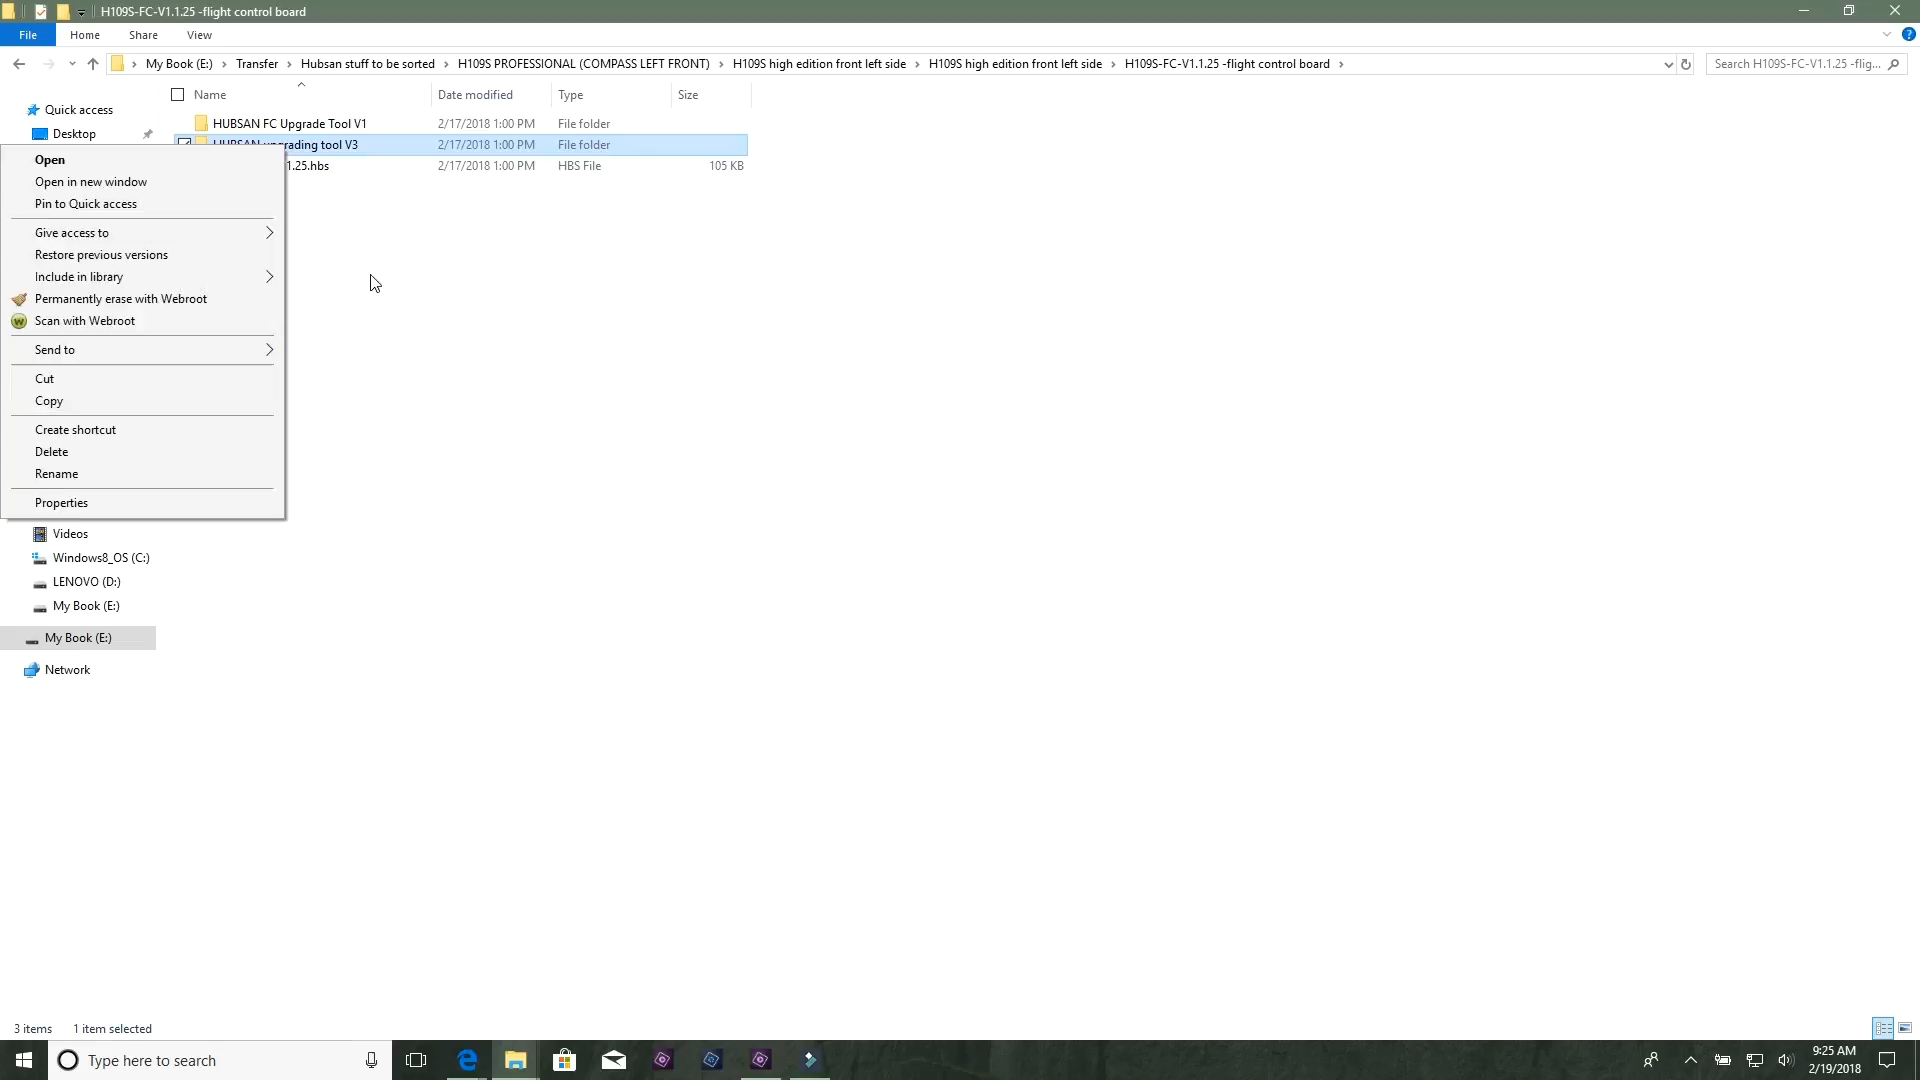 H109S-FC-V1.1.25 -flight control board
File Home Share View
My Book (E:) Transfer Hubsan stuff to be sorted H109S PROFESSIONAL (COMPASS LEFT FRONT) H109S high edition front left side H109S high edition front left side H109S-FC-V1.1.25 -flight control board
Search H109S-FC-V1.1.25 -flig...
Name Date modified Type Size
Quick access
Desktop
HUBSAN FC Upgrade Tool V1 2/17/2018 1:00 PM File folder
HUBSAN upgrading tool V3 2/17/2018 1:00 PM File folder
1.25.hbs 2/17/2018 1:00 PM HBS File 105 KB
Open
Open in new window
Pin to Quick access
Give access to
Restore previous versions
Include in library
Permanently erase with Webroot
W
Scan with Webroot
Send to
Cut
Copy
Create shortcut
Delete
Rename
Properties
Videos
Windows8_OS (C:)
LENOVO (D:)
My Book (E:)
My Book (E:)
Network
3 items 1 item selected
Type here to search
9:25 AM
2/19/2018